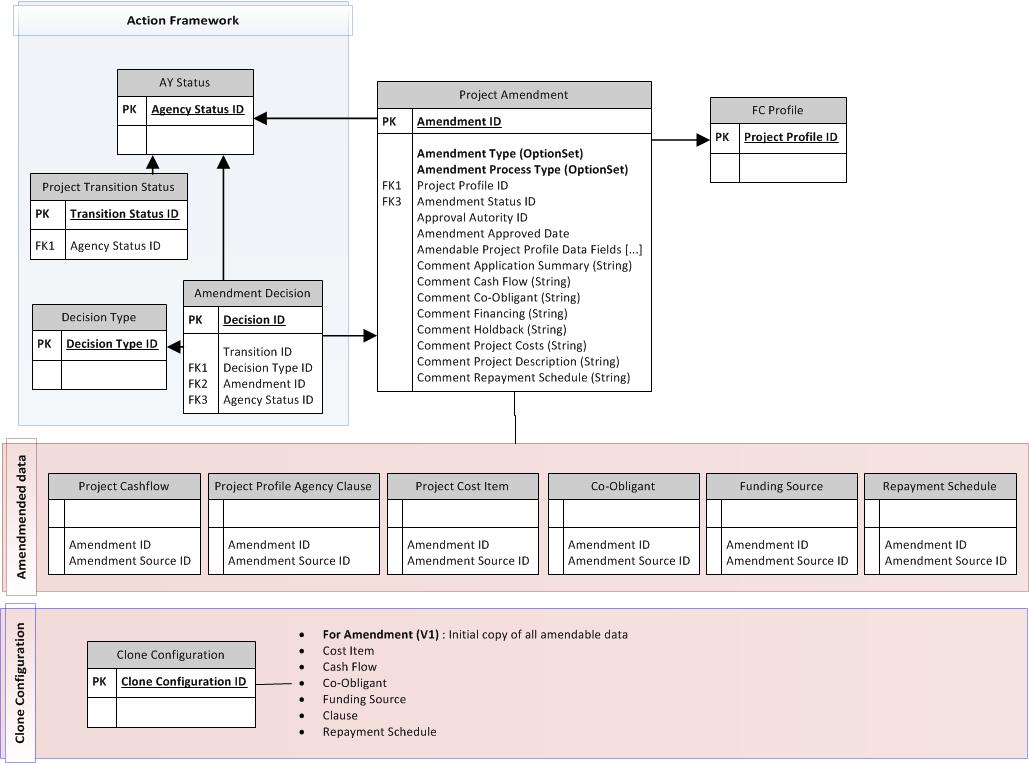 Action Framework
AY Status
PK Agency Status ID
Project Transition Status
PK Transition Status ID
FK1 Agency Status ID
Amendment Decision
PK Decision ID
Transition ID
FK1 Decision Type ID
FK2 Amendment ID
FK3 Agency Status ID
Decision Type
PK Decision Type ID
Project Amendment
PK Amendment ID
Amendment Type (OptionSet)
Amendment Process Type (OptionSet)
FK1 Project Profile ID
FK3 Amendment Status ID
Approval Autority ID
Amendment Approved Date
Amendable Project Profile Data Fields [...]
Comment Application Summary (String)
Comment Cash Flow (String)
Comment Co-Obligant (String)
Comment Financing (String)
Comment Holdback (String)
Comment Project Costs (String)
Comment Project Description (String)
Comment Repayment Schedule (String)
FC Profile
PK Project Profile ID
Amendmended data
Project Cashflow
Amendment ID
Amendment Source ID
Project Profile Agency Clause
Amendment ID
Amendment Source ID
Project Cost Item
Amendment ID
Amendment Source ID
Co-Obligant
Amendment ID
Amendment Source ID
Funding Source
Amendment ID
Amendment Source ID
Repayment Schedule
Amendment ID
Amendment Source ID
Clone Configuration
Clone Configuration
PK Clone Configuration ID
• For Amendment (V1) : Initial copy of all amendable data
• Cost Item
• Cash Flow
• Co-Obligant
• Funding Source
• Clause
• Repayment Schedule